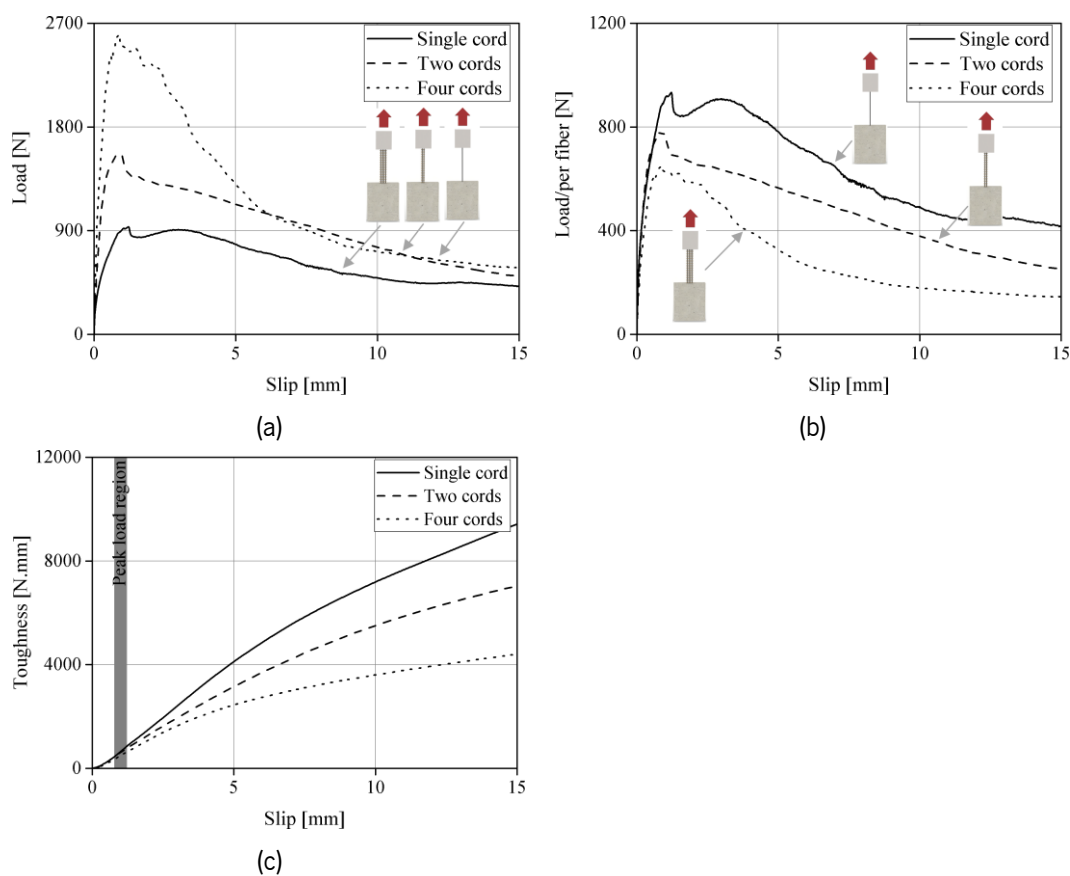 2700
1800
900
0
Load [N]
Single cord
Two cords
Four cords
0 5 10 15
Slip [mm]
(a)
1200
800
400
0
Load/per fiber [N]
Single cord
Two cords
Four cords
0 5 10 15
Slip [mm]
(b)
12000
8000
4000
0
Toughness [N.mm]
Peak load region
Single cord
Two cords
Four cords
0 5 10 15
Slip [mm]
(c)